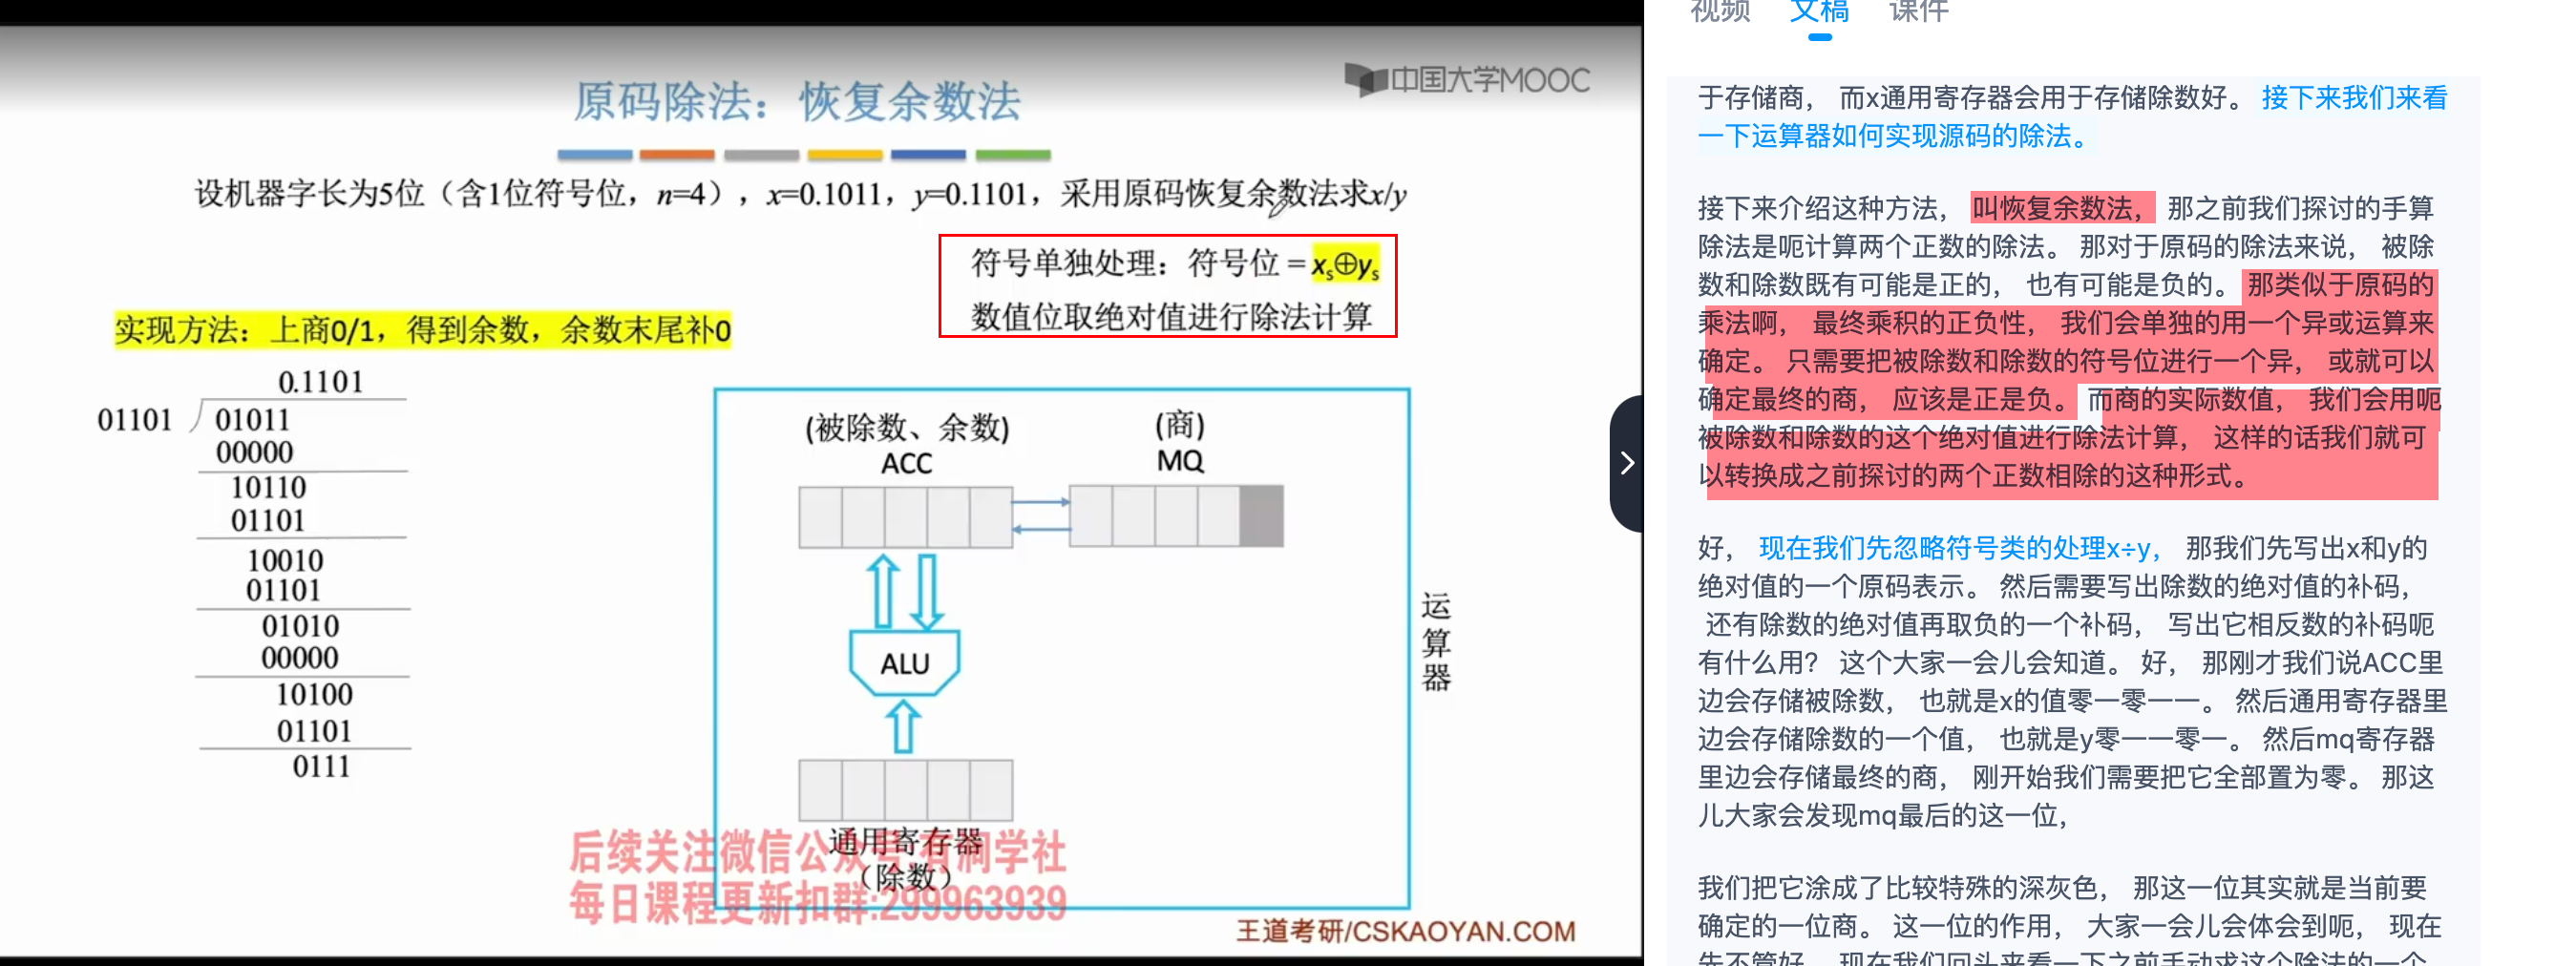 中国大学MOOC
原码除法：恢复余数法
设机器字长为5位（含1位符号位，n=4），x=0.1011，y=0.1101，采用原码恢复余数法求x/y
符号单独处理：符号位 = xs⊕ys
数值位取绝对值进行除法计算
实现方法：上商0/1，得到余数，余数末尾补0
0.1101
01101 01011
00000
10110
01101
10010
01101
01010
00000
10100
01101
0111
(被除数、余数)
ACC
(商)
MQ
ALU
通用寄存器
（除数）
运算器
后续关注微信公众号:有洞学社
每日课程更新扣群:299963939
王道考研/CSKAOYAN.COM
视频 文稿 课件
于存储商， 而x通用寄存器会用于存储除数好。 接下来我们来看
一下运算器如何实现源码的除法。
接下来介绍这种方法， 叫恢复余数法， 那之前我们探讨的手算
除法是呃计算两个正数的除法。 那对于原码的除法来说， 被除
数和除数既有可能是正的， 也有可能是负的。 那类似于原码的
乘法啊， 最终乘积的正负性， 我们会单独的用一个异或运算来
确定。 只需要把被除数和除数的符号位进行一个异， 或就可以
确定最终的商， 应该是正是负。 而商的实际数值， 我们会用呃
被除数和除数的这个绝对值进行除法计算， 这样的话我们就可
以转换成之前探讨的两个正数相除的这种形式。
好， 现在我们先忽略符号类的处理x÷y， 那我们先写出x和y的
绝对值的一个原码表示。 然后需要写出除数的绝对值的补码，
还有除数的绝对值再取负的一个补码， 写出它相反数的补码呃
有什么用？ 这个大家一会儿会知道。 好， 那刚才我们说ACC里
边会存储被除数， 也就是x的值零一零一一。 然后通用寄存器里
边会存储除数的一个值， 也就是y零一一零一。 然后mq寄存器
里边会存储最终的商， 刚开始我们需要把它全部置为零。 那这
儿大家会发现mq最后的这一位，
我们把它涂成了比较特殊的深灰色， 那这一位其实就是当前要
确定的一位商。 这一位的作用， 大家一会儿会体会到呃， 现在
先不管好， 现在我们回头来看一下之前手动求这个除法的一个